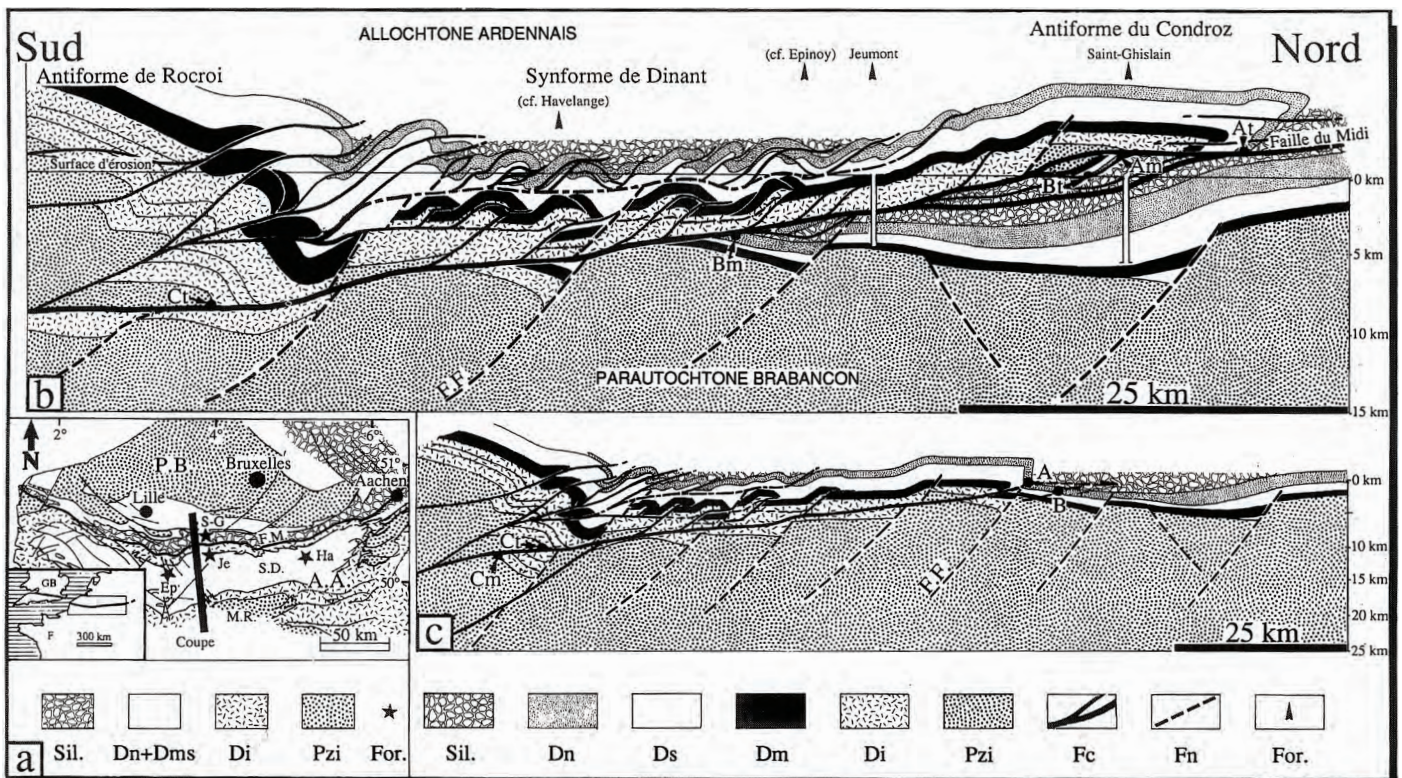 Sud
ALLOCHTONE ARDENNAIS
Antiforme du Condroz
Nord
Antiforme de Rocroi
Synforme de Dinant
(cf. Epinoy)
Jeumont
Saint-Ghislain
(cf. Havelange)
Surface d'érosion
At
Faille du Midi
Am
Bt
0 km
Bm
5 km
Ct
10 km
F.F.
PARAUTOCHTONE BRABANCON
25 km
15 km
b
N
2°
4°
6°
P.B.
Bruxelles
51°
Aachen
Lille
S-G
F.M.
Je
Ha
S.D.
Ep
A.A.
50°
M.R.
GB
F
300 km
Coupe
50 km
A
B
0 km
5 km
Ct
10 km
Cm
F.F.
15 km
20 km
25 km
25 km
c
a
Sil. Dn+Dms Di Pzi For.
Sil. Dn Ds Dm Di Pzi Fc Fn For.